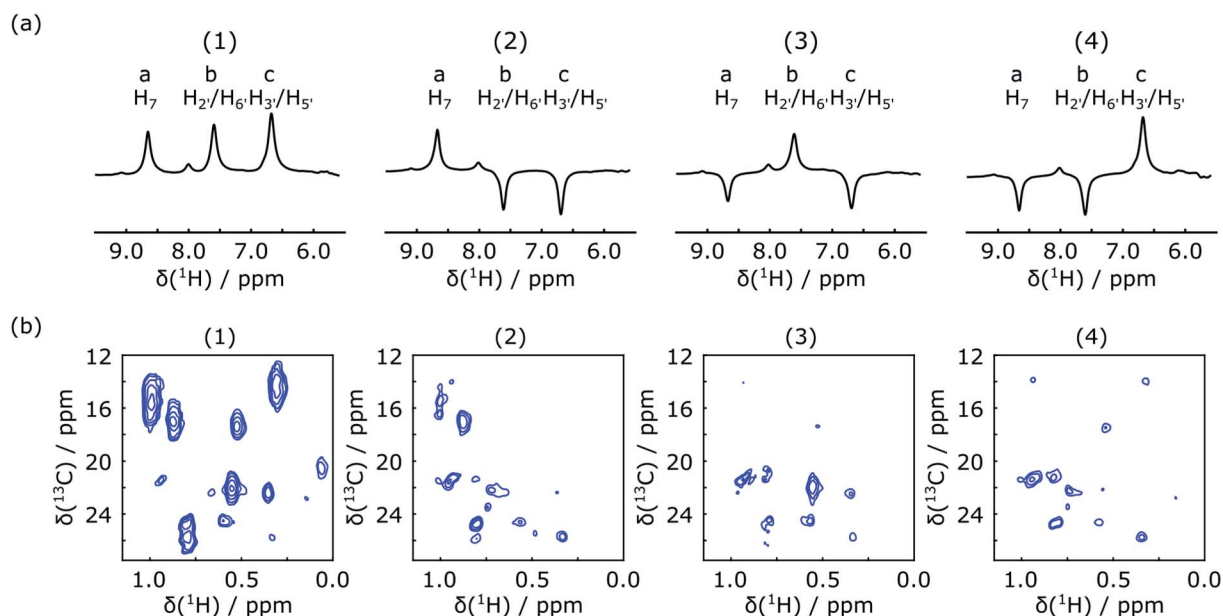 (a)
(1) (2) (3) (4)
a b c a b c a b c a b c
H₇ H₂'/H₆' H₃'/H₅' H₇ H₂'/H₆' H₃'/H₅' H₇ H₂'/H₆' H₃'/H₅' H₇ H₂'/H₆' H₃'/H₅'
9.0 8.0 7.0 6.0 9.0 8.0 7.0 6.0 9.0 8.0 7.0 6.0 9.0 8.0 7.0 6.0
δ(¹H) / ppm δ(¹H) / ppm δ(¹H) / ppm δ(¹H) / ppm
(b)
(1) (2) (3) (4)
12 12 12 12
16 16 16 16
20 20 20 20
24 24 24 24
δ(¹³C) / ppm δ(¹³C) / ppm δ(¹³C) / ppm δ(¹³C) / ppm
1.0 0.5 0.0 1.0 0.5 0.0 1.0 0.5 0.0 1.0 0.5 0.0
δ(¹H) / ppm δ(¹H) / ppm δ(¹H) / ppm δ(¹H) / ppm